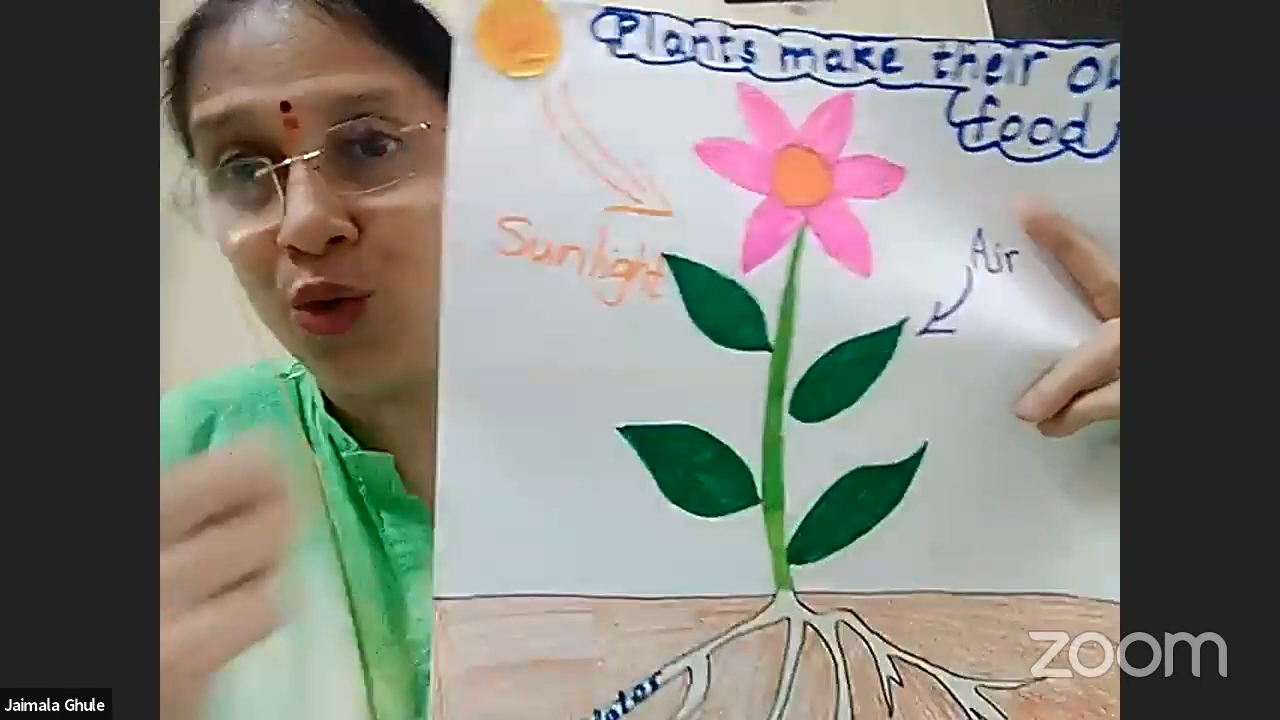 Plants make their
food
Sunlight
Air
zoom
Jaimala Ghule